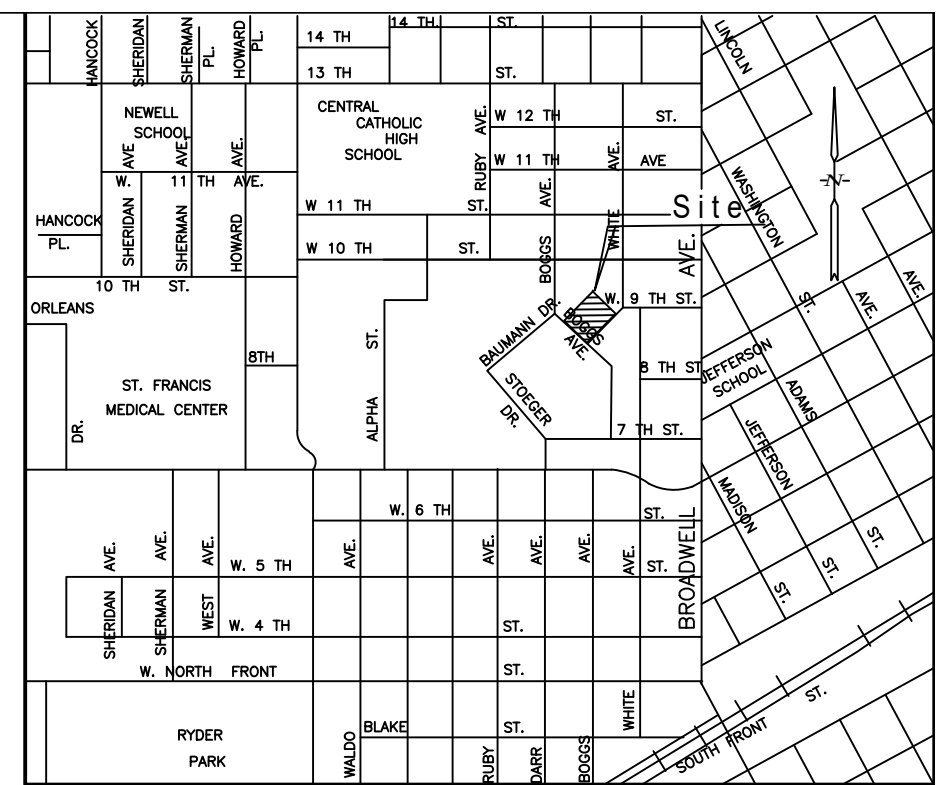 HANCOCK
SHERIDAN
SHERMAN
PL.
HOWARD
PL.
14 TH
14 TH.
ST.
13 TH
ST.
LINCOLN
NEWELL
SCHOOL
CENTRAL
CATHOLIC
HIGH
SCHOOL
RUBY
AVE.
W 12 TH
ST.
AVE
AVE.
AVE.
W 11 TH
AVE
AVE.
WASHINGTON
-N-
W.
11 TH
AVE.
HANCOCK
PL.
SHERIDAN
SHERMAN
HOWARD
W 11 TH
ST.
W 10 TH
ST.
BOGGS
AVE.
WHITE
Site
AVE.
10 TH
ST.
ORLEANS
W.
9 TH ST.
ST.
AVE.
AVE.
BAUMANN DR.
BOGGS
AVE.
8TH
ALPHA
ST.
8 TH ST
JEFFERSON
SCHOOL
ADAMS
ST. FRANCIS
MEDICAL CENTER
DR.
STOEGER
DR.
7 TH ST.
JEFFERSON
MADISON
W. 6 TH
ST.
BROADWELL
AVE.
AVE.
AVE.
W. 5 TH
AVE.
AVE.
AVE.
AVE.
AVE.
ST.
ST.
ST.
ST.
SHERIDAN
SHERMAN
WEST
W. 4 TH
ST.
W. NORTH
FRONT
ST.
RYDER
PARK
WALDO
BLAKE
ST.
RUBY
DARR
BOGGS
WHITE
SOUTH FRONT
ST.